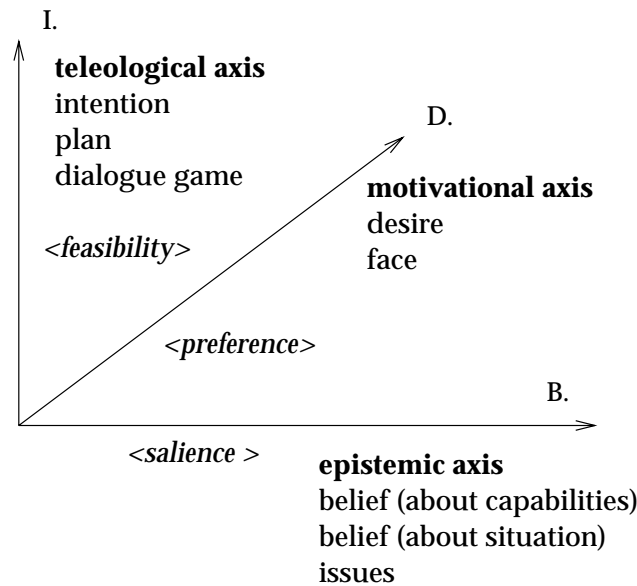 I.
teleological axis
intention
plan
dialogue game
D.
motivational axis
desire
face
<feasibility>
<preference>
B.
<salience >
epistemic axis
belief (about capabilities)
belief (about situation)
issues